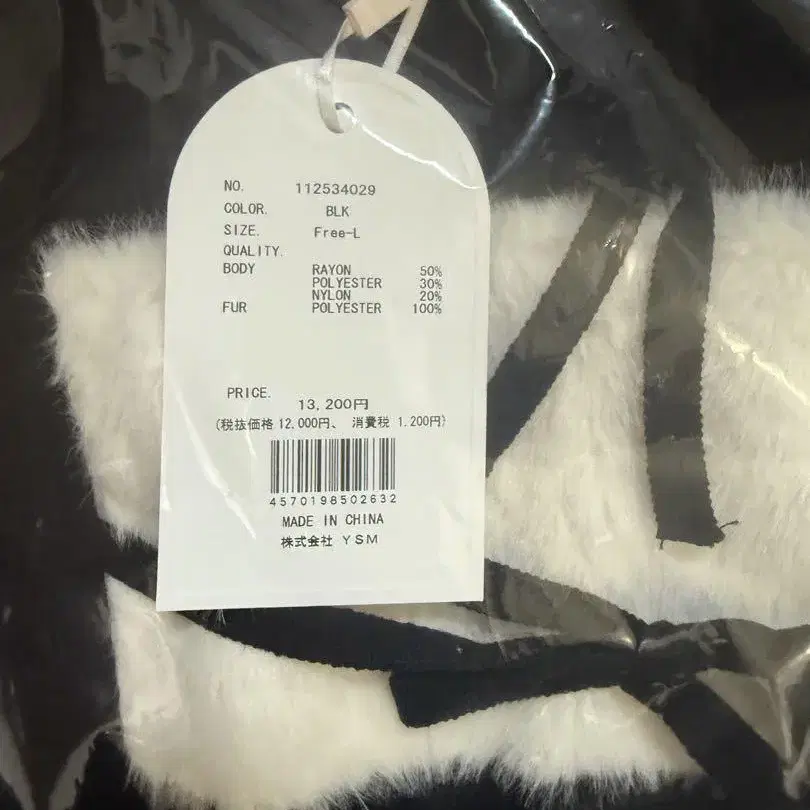 NO. 112534029
COLOR. BLK
SIZE. Free-L
QUALITY.
BODY RAYON 50%
POLYESTER 30%
NYLON 20%
FUR POLYESTER 100%
PRICE. 13,200円
(税抜価格 12,000円、 消費税 1,200円)
4570198502632
MADE IN CHINA
株式会社 YSM